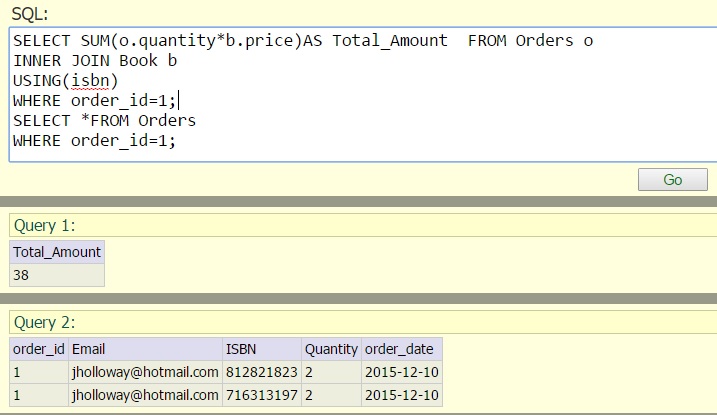 SQL:
SELECT SUM(o.quantity*b.price)AS Total_Amount  FROM Orders o
INNER JOIN Book b
USING(isbn)
WHERE order_id=1;
SELECT *FROM Orders
WHERE order_id=1;
Go
Query 1:
Total_Amount
38
Query 2:
order_id Email ISBN Quantity order_date
1 jholloway@hotmail.com 812821823 2 2015-12-10
1 jholloway@hotmail.com 716313197 2 2015-12-10